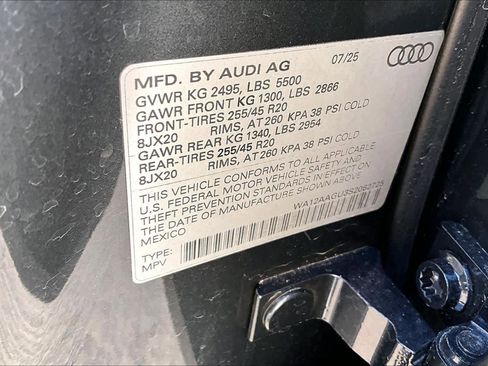 MFD. BY AUDI AG 07/25
GVWR KG 2495, LBS 5500
GAWR FRONT KG 1300, LBS 2866
FRONT-TIRES 255/45 R20
8JX20 RIMS, AT 260 KPA 38 PSI COLD
GAWR REAR KG 1340, LBS 2954
REAR-TIRES 255/45 R20
8JX20 RIMS, AT 260 KPA 38 PSI COLD
THIS VEHICLE CONFORMS TO ALL APPLICABLE
U.S. FEDERAL MOTOR VEHICLE SAFETY AND
THEFT PREVENTION STANDARDS IN EFFECT ON
THE DATE OF MANUFACTURE SHOWN ABOVE.
MEXICO
TYPE:
MPV